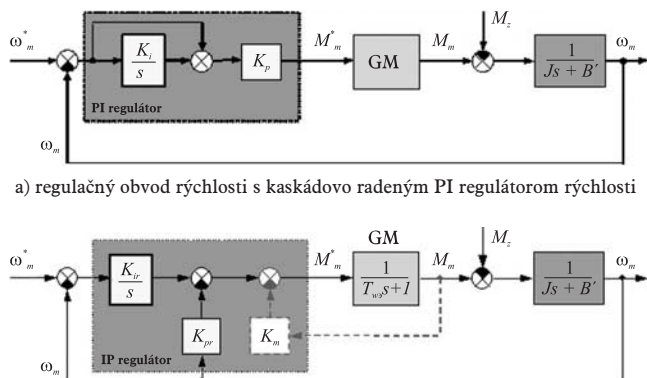 ω*m
Ki
s
Kp
M*m
GM
Mm
Mz
1
Js + B′
ωm
PI regulátor
ωm
a) regulačný obvod rýchlosti s kaskádovo radeným PI regulátorom rýchlosti
ω*m
Kir
s
Kpr
Km
M*m
GM
1
Twse s+1
Mm
Mz
1
Js + B′
ωm
IP regulátor
ωm